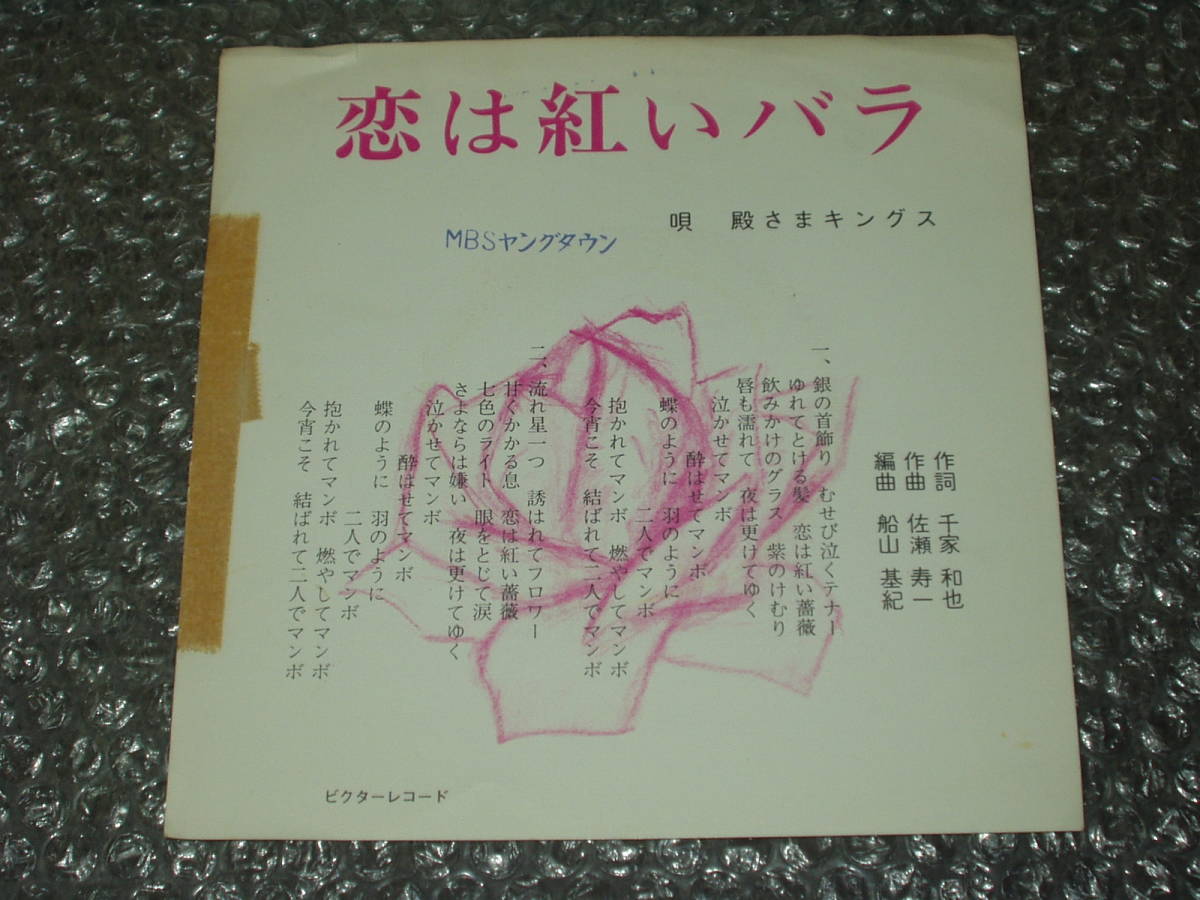 恋は紅いバラ
唄　殿さまキングス
MBSヤングタウン
作詞　千家　和也
作曲　佐瀬　寿一
編曲　船山　基紀
一、銀の首飾り　むせび泣くテナー
ゆれてとける髪　恋は紅い薔薇
飲みかけのグラス　紫のけむり
唇も濡れて　夜は更けてゆく
泣かせてマンボ
酔はせてマンボ
蝶のように　羽のように
二人でマンボ
抱かれてマンボ　燃やしてマンボ
今宵こそ　結ばれて二人でマンボ
二、流れ星一つ　誘はれてフロワー
甘くかかる息　恋は紅い薔薇
七色のライト　眼をとじて涙
さよならは嫌い　夜は更けてゆく
泣かせてマンボ
酔はせてマンボ
蝶のように　羽のように
二人でマンボ
抱かれてマンボ　燃やしてマンボ
今宵こそ　結ばれて二人でマンボ
ビクターレコード